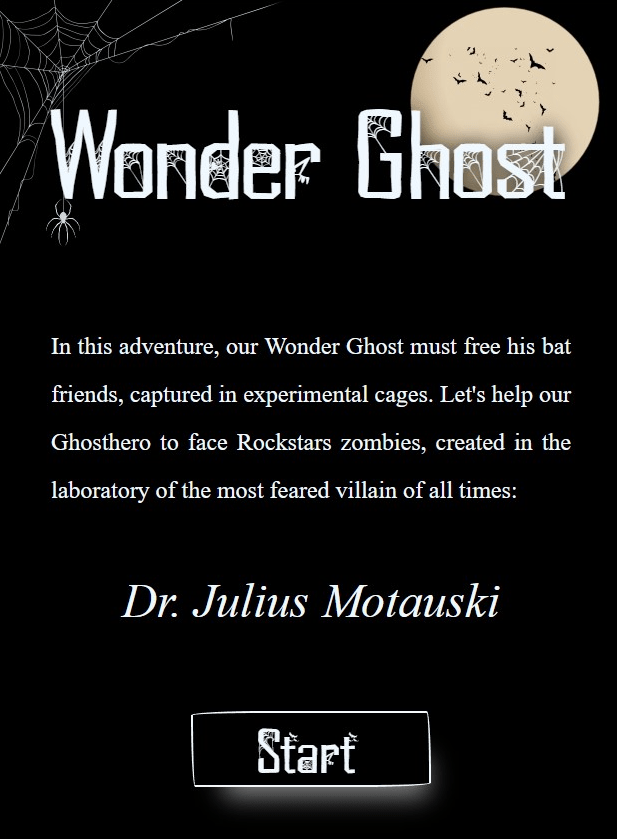 Wonder Ghost
In this adventure, our Wonder Ghost must free his bat
friends, captured in experimental cages. Let's help our
Ghosthero to face Rockstars zombies, created in the
laboratory of the most feared villain of all times:
Dr. Julius Motauski
Start